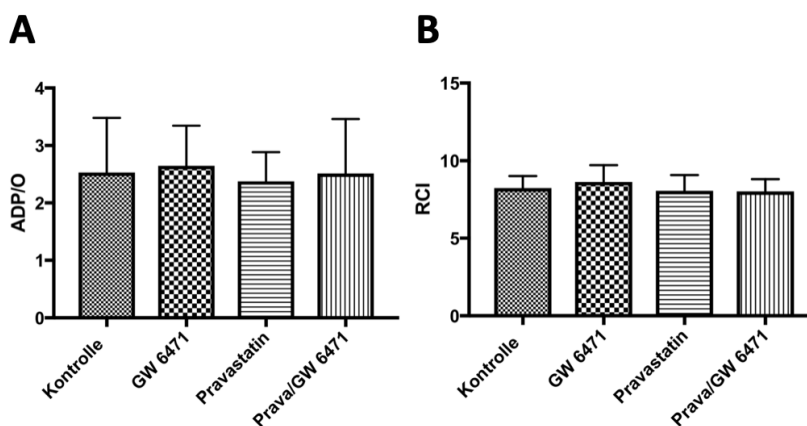 A
ADP/O
4
3
2
1
0
Kontrolle
GW 6471
Pravastatin
Prava/GW 6471
B
RCI
15
10
5
0
Kontrolle
GW 6471
Pravastatin
Prava/GW 6471